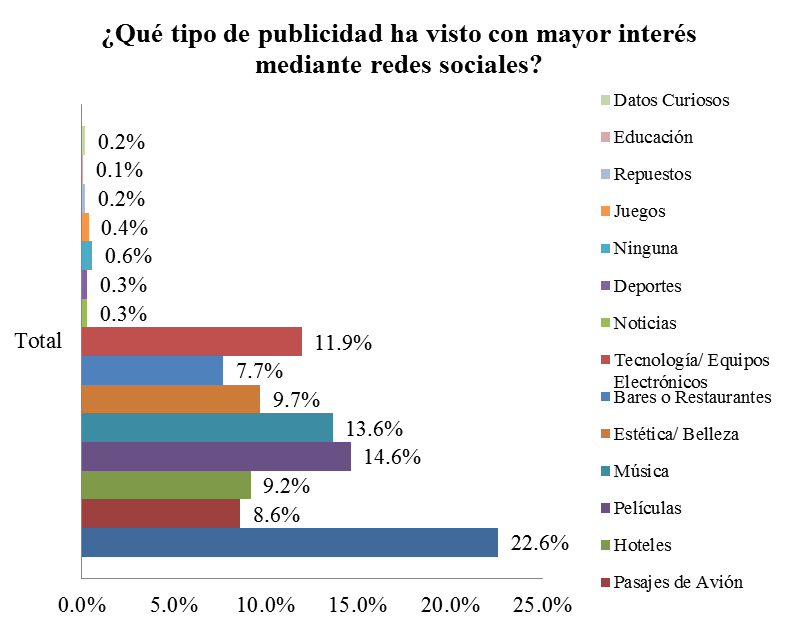 ¿Qué tipo de publicidad ha visto con mayor interés
mediante redes sociales?
Total
0.2%
0.1%
0.2%
0.4%
0.6%
0.3%
0.3%
11.9%
7.7%
9.7%
13.6%
14.6%
9.2%
8.6%
22.6%
0.0%
5.0%
10.0%
15.0%
20.0%
25.0%
Datos Curiosos
Educación
Repuestos
Juegos
Ninguna
Deportes
Noticias
Tecnología/ Equipos
Electrónicos
Bares o Restaurantes
Estética/ Belleza
Música
Películas
Hoteles
Pasajes de Avión